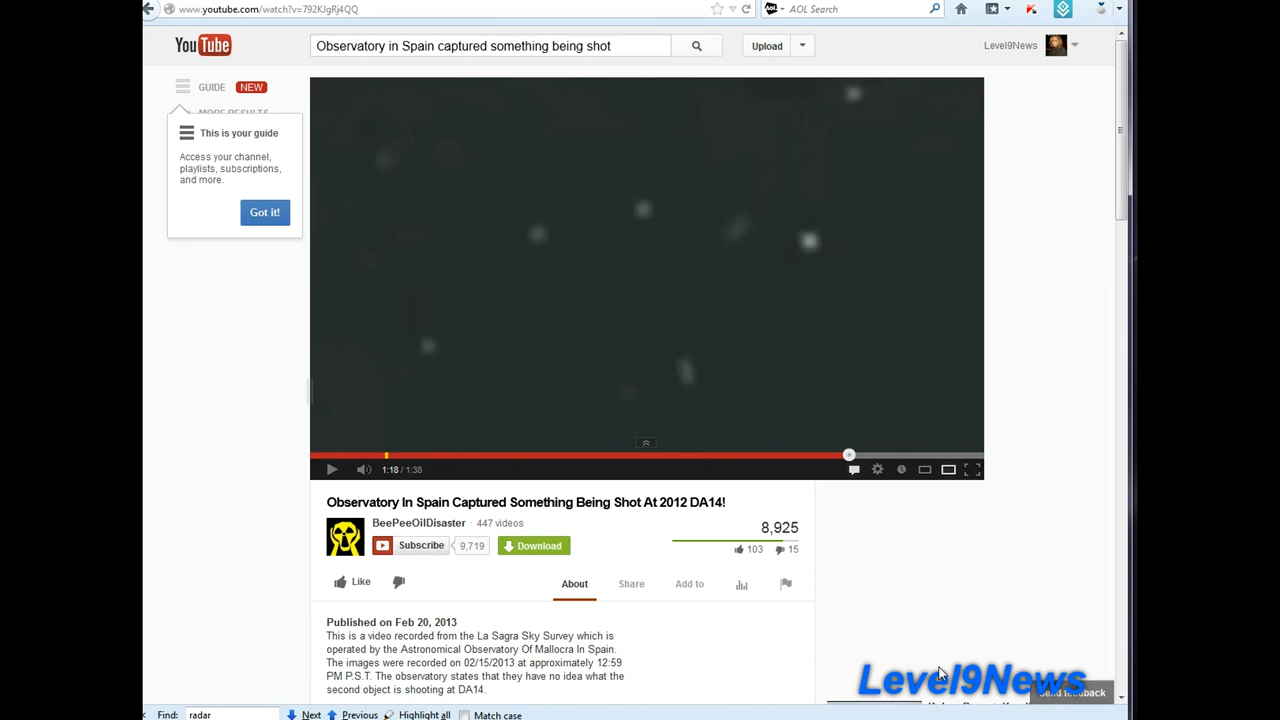 www.youtube.com/watch?v=792KJgRj4QQ
AOL Search
YouTube
Observatory in Spain captured something being shot
Upload
Level9News
GUIDE NEW
MORE RESULTS
This is your guide
Access your channel,
playlists, subscriptions,
and more.
Got it!
1:18 / 1:38
Observatory In Spain Captured Something Being Shot At 2012 DA14!
BeePeeOilDisaster · 447 videos
8,925
Subscribe 9,719 Download
103 15
Like
About Share Add to
Published on Feb 20, 2013
This is a video recorded from the La Sagra Sky Survey which is
operated by the Astronomical Observatory Of Mallocra In Spain.
The images were recorded on 02/15/2013 at approximately 12:59
PM P.S.T. The observatory states that they have no idea what the
second object is shooting at DA14.
Level9News
Send feedback
Find: radar Next Previous Highlight all Match case